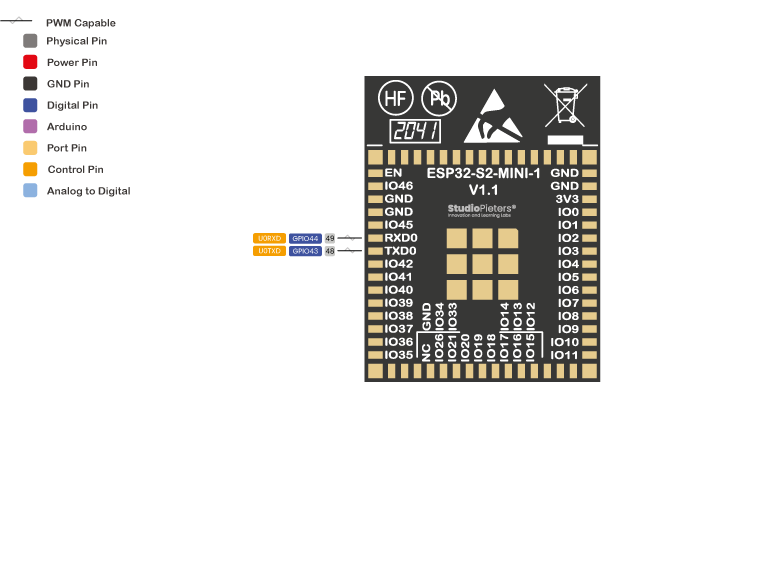 PWM Capable
Physical Pin
Power Pin
GND Pin
Digital Pin
Arduino
Port Pin
Control Pin
Analog to Digital
HF
Pb
2041
ESP32-S2-MINI-1
V1.1
StudioPieters®
Innovation and Learning Labs
EN
IO46
GND
GND
IO45
U0RXD GPIO44 49 RXD0
U0TXD GPIO43 48 TXD0
IO42
IO41
IO40
IO39
IO38
IO37
IO36
IO35
GND
GND
3V3
IO0
IO1
IO2
IO3
IO4
IO5
IO6
IO7
IO8
IO9
IO10
IO11
NC GND
IO26 IO34
IO21 IO33
IO20
IO19
IO18
IO17 IO14
IO16 IO13
IO15 IO12